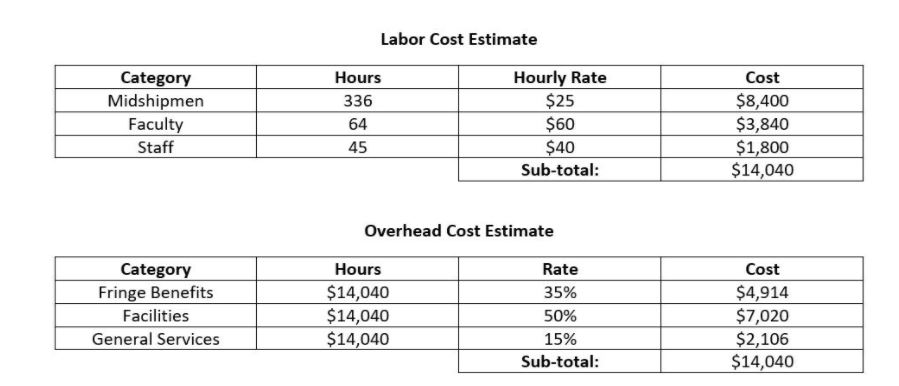 Labor Cost Estimate
Category Hours Hourly Rate Cost
Midshipmen 336 $25 $8,400
Faculty 64 $60 $3,840
Staff 45 $40 $1,800
Sub-total: $14,040
Overhead Cost Estimate
Category Hours Rate Cost
Fringe Benefits $14,040 35% $4,914
Facilities $14,040 50% $7,020
General Services $14,040 15% $2,106
Sub-total: $14,040